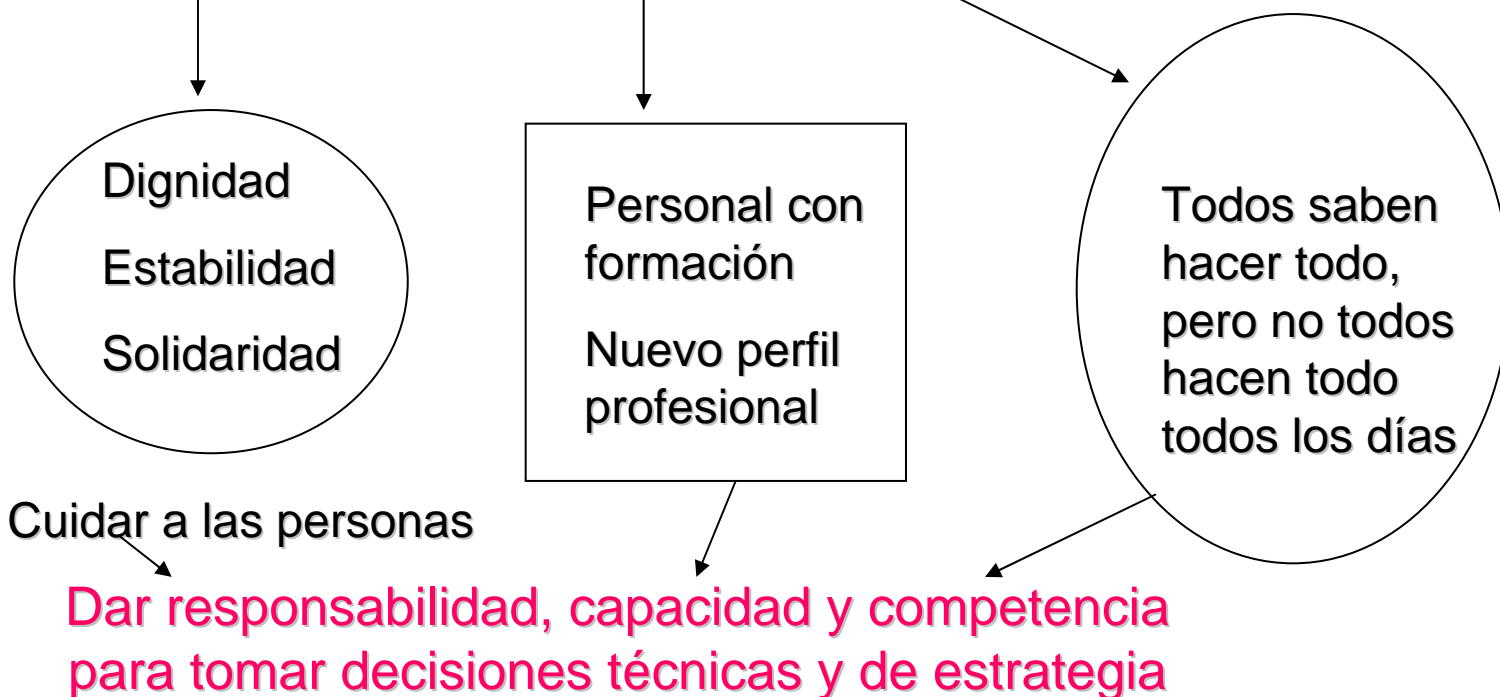 Dignidad
Estabilidad
Solidaridad
Personal con
formación
Nuevo perfil
profesional
Todos saben
hacer todo,
pero no todos
hacen todo
todos los días
Cuidar a las personas
Dar responsabilidad, capacidad y competencia
para tomar decisiones técnicas y de estrategia